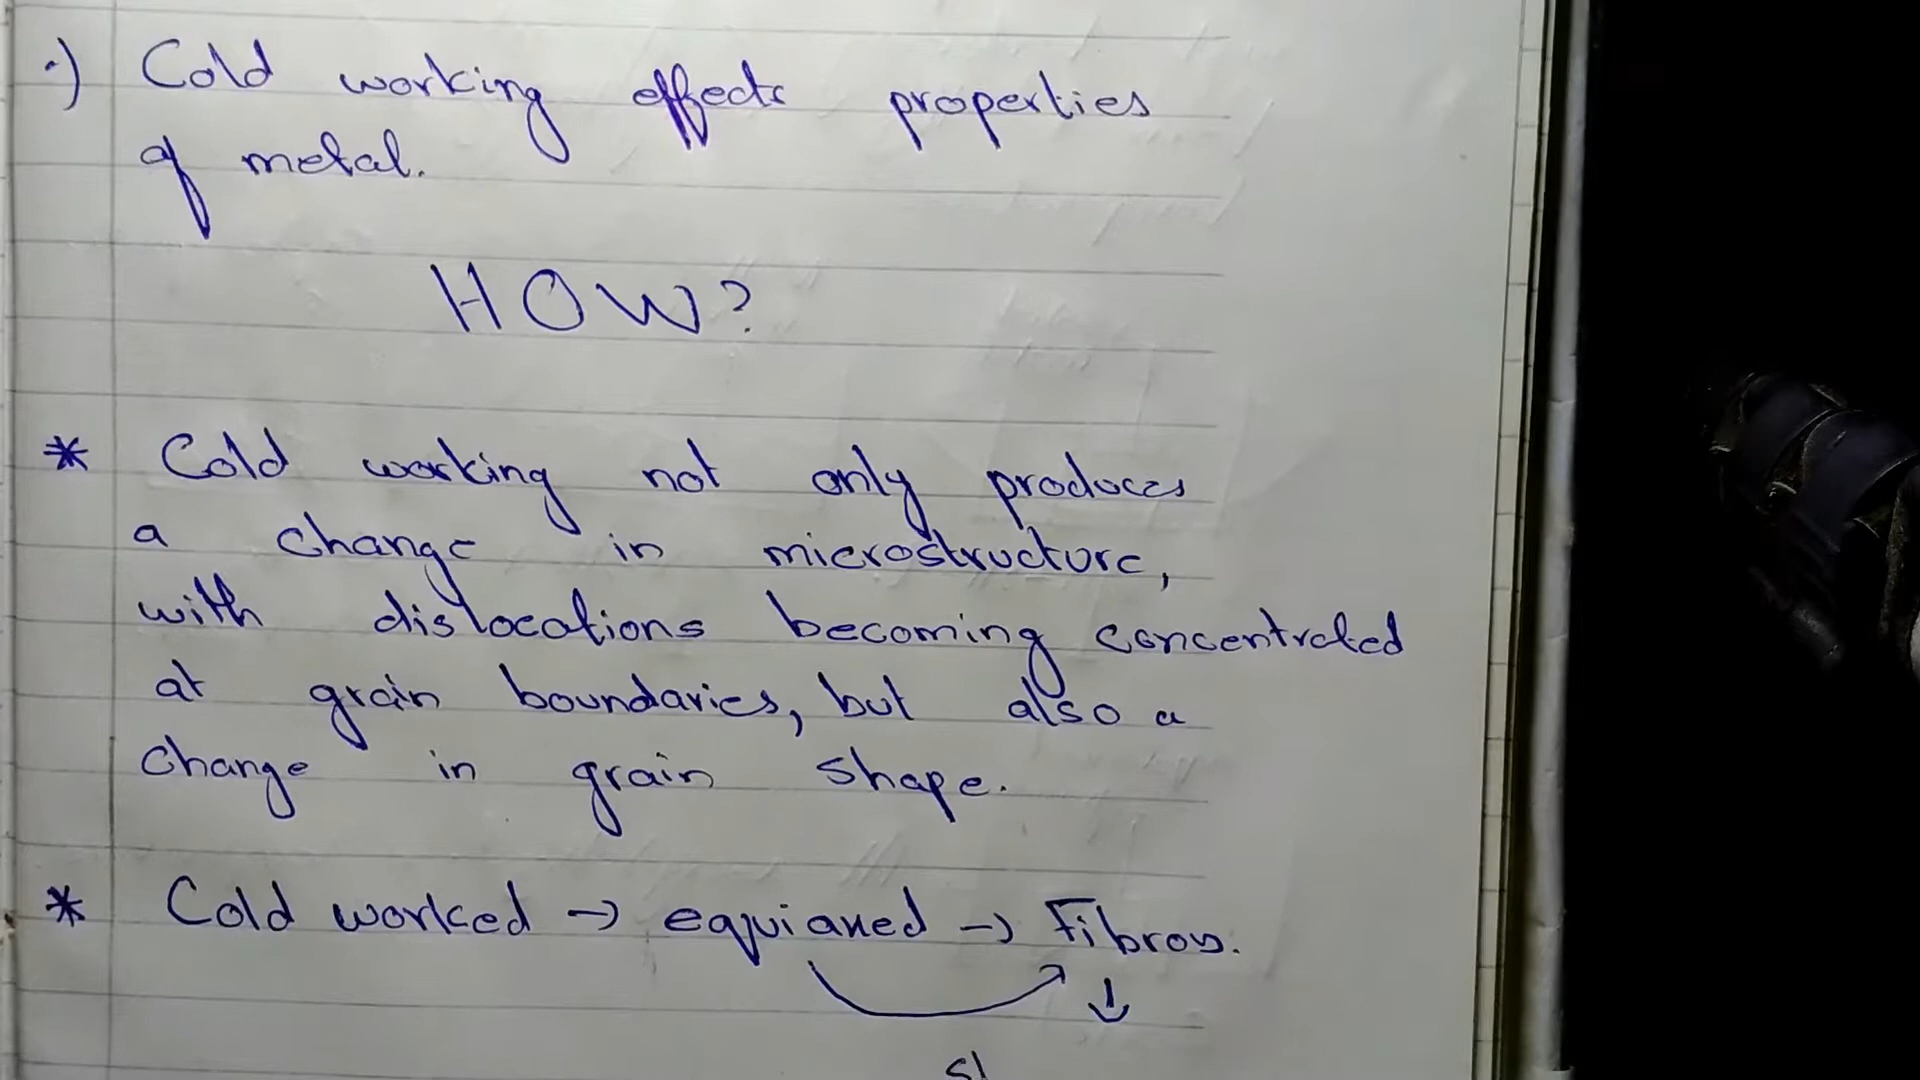 •) Cold working effects properties
of metal.
HOW?
* Cold working not only produces
a change in microstructure,
with dislocations becoming concentrated
at grain boundaries, but also a
change in grain shape.
* Cold worked → equiaxed → Fibrous.